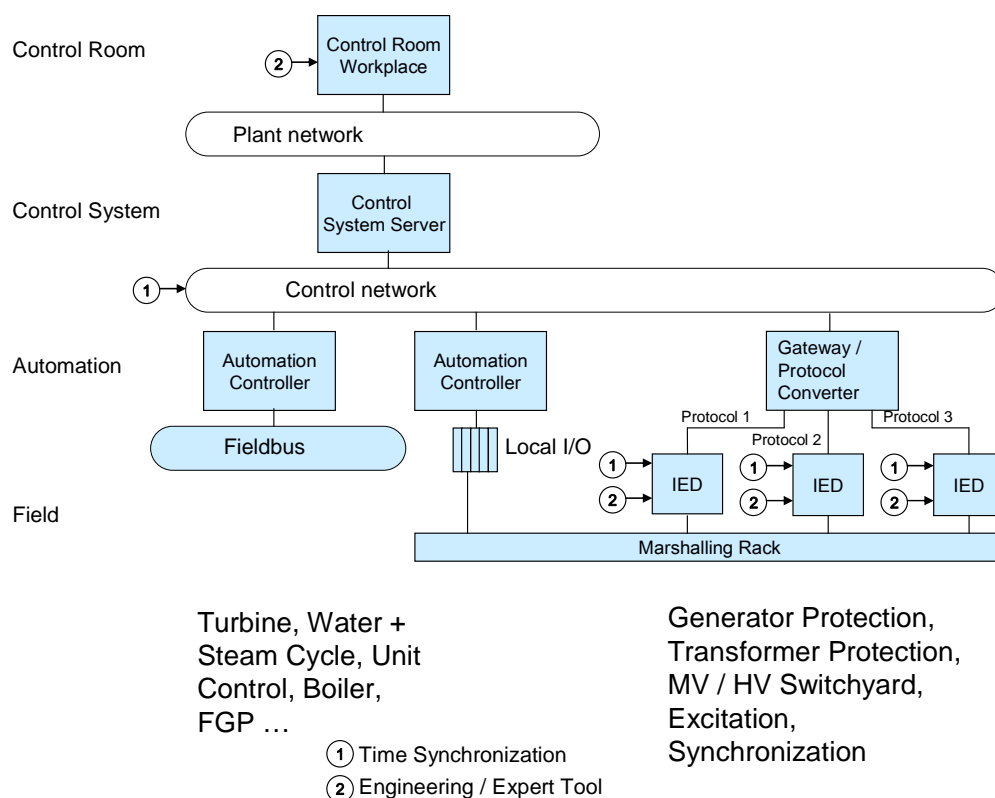 Control Room
Control Room
Workplace
2
Plant network
Control System
Control
System Server
1
Control network
Automation
Automation
Controller
Automation
Controller
Gateway /
Protocol
Converter
Protocol 1
Protocol 2
Protocol 3
Fieldbus
Local I/O
1
2
IED
1
2
IED
1
2
IED
Field
Marshalling Rack
Turbine, Water +
Steam Cycle, Unit
Control, Boiler,
FGP …
Generator Protection,
Transformer Protection,
MV / HV Switchyard,
Excitation,
Synchronization
1 Time Synchronization
2 Engineering / Expert Tool